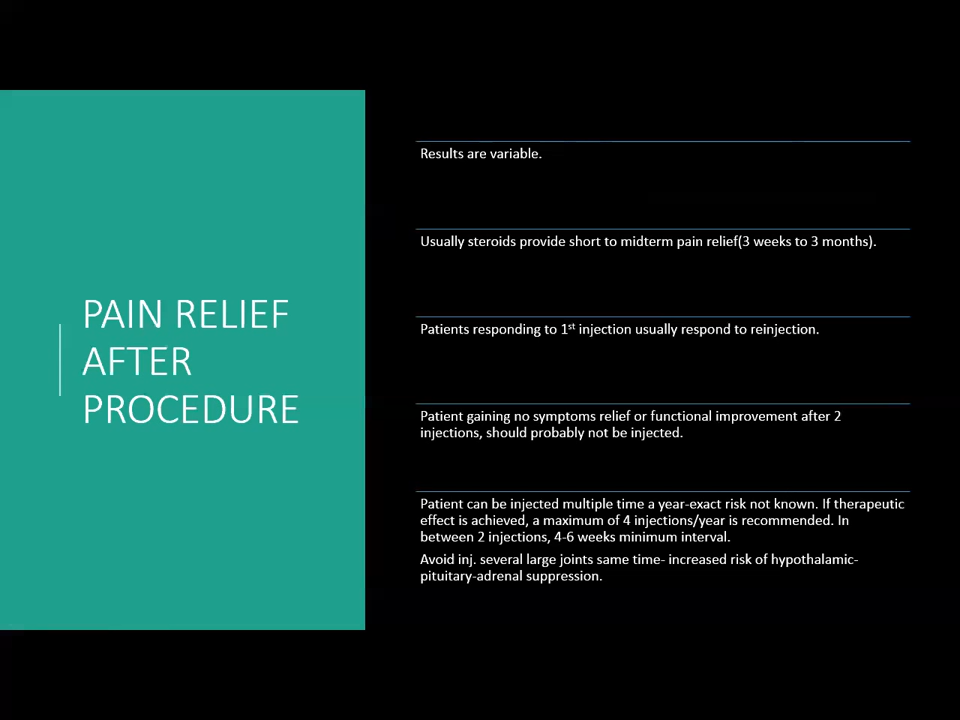 PAIN RELIEF
AFTER
PROCEDURE
Results are variable.
Usually steroids provide short to midterm pain relief(3 weeks to 3 months).
Patients responding to 1st injection usually respond to reinjection.
Patient gaining no symptoms relief or functional improvement after 2
injections, should probably not be injected.
Patient can be injected multiple time a year-exact risk not known. If therapeutic
effect is achieved, a maximum of 4 injections/year is recommended. In
between 2 injections, 4-6 weeks minimum interval.
Avoid inj. several large joints same time- increased risk of hypothalamic-
pituitary-adrenal suppression.